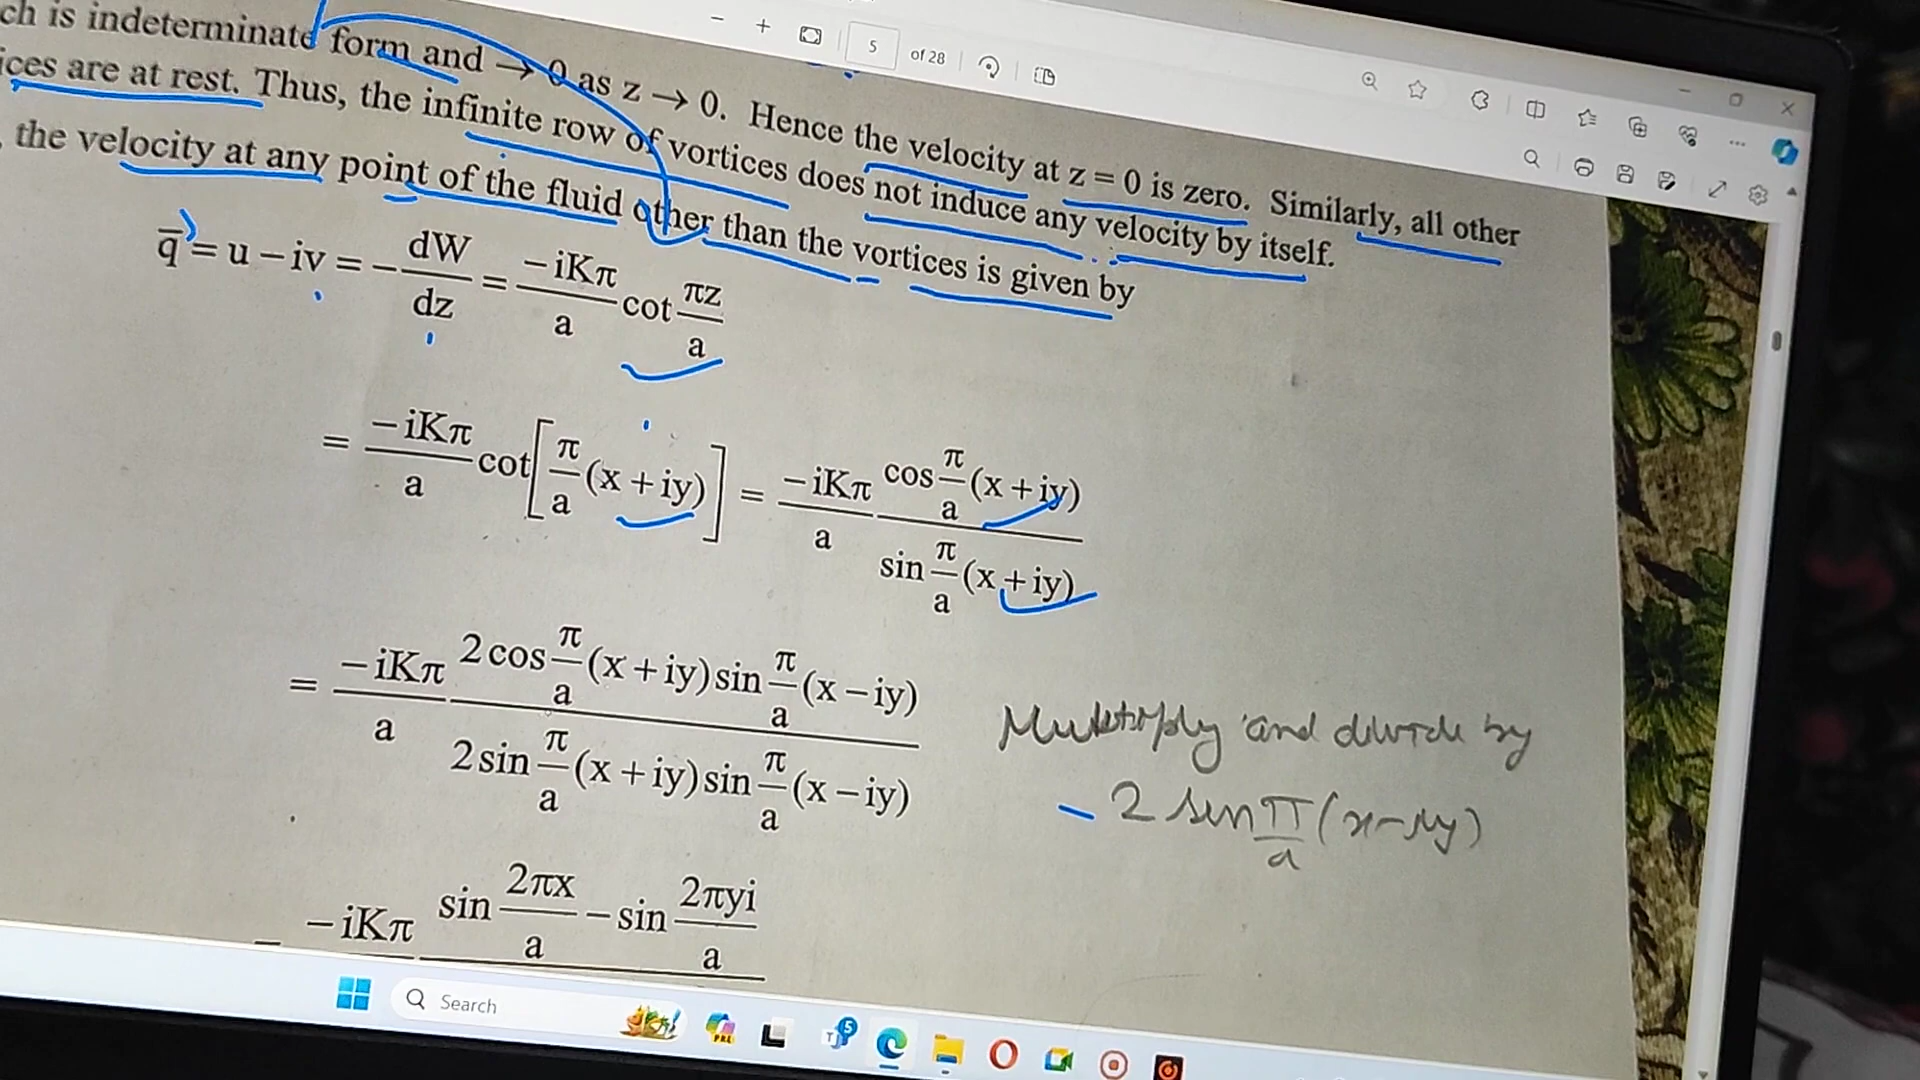 5 of 28
ch is indeterminate form and → 0 as z → 0. Hence the velocity at z = 0 is zero. Similarly, all other
ices are at rest. Thus, the infinite row of vortices does not induce any velocity by itself.
the velocity at any point of the fluid other than the vortices is given by
q̅ = u – iv = – dW/dz = –iKπ/a cot πz/a
= –iKπ/a cot[π/a (x + iy)] = –iKπ/a cos π/a (x + iy) / sin π/a (x + iy)
= –iKπ/a 2 cos π/a (x + iy) sin π/a (x – iy) / 2 sin π/a (x + iy) sin π/a (x – iy)
Multiply and divide by
2 sin π/a (x-iy)
= –iKπ sin 2πx/a – sin 2πyi/a
Search